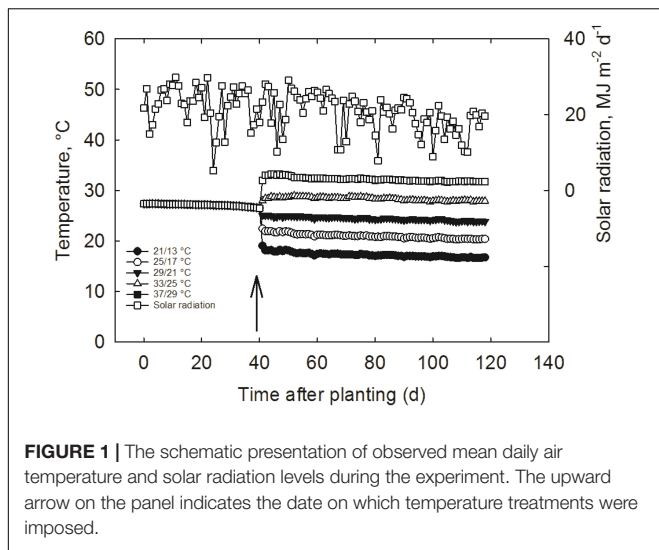 60
50
40
30
20
10
0
Temperature, °C
40
20
0
Solar radiation, MJ m-2 d-1
21/13 °C
25/17 °C
29/21 °C
33/25 °C
37/29 °C
Solar radiation
0 20 40 60 80 100 120 140
Time after planting (d)
FIGURE 1 | The schematic presentation of observed mean daily air
temperature and solar radiation levels during the experiment. The upward
arrow on the panel indicates the date on which temperature treatments were
imposed.